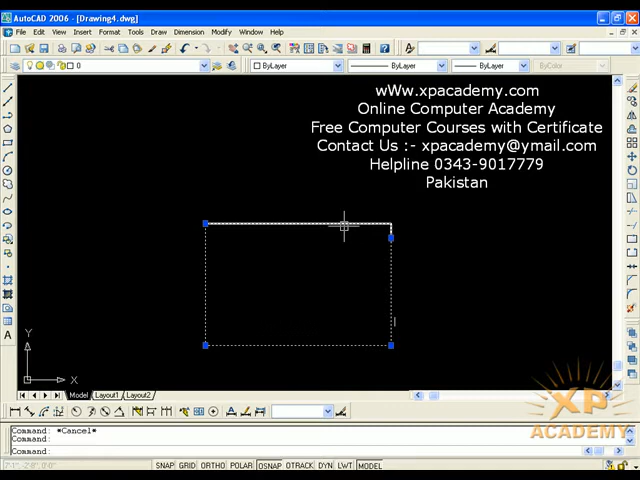 AutoCAD 2006 - [Drawing4.dwg]
File Edit View Insert Format Tools Draw Dimension Modify Window Help
0 ByLayer ByLayer ByLayer ByColor
wWw.xpacademy.com
Online Computer Academy
Free Computer Courses with Certificate
Contact Us :- xpacademy@ymail.com
Helpline 0343-9017779
Pakistan
Y
X
Model Layout1 Layout2
XP
ACADEMY
Command: *Cancel*
Command:
Command:
SNAP GRID ORTHO POLAR OSNAP OTRACK DYN LWT MODEL